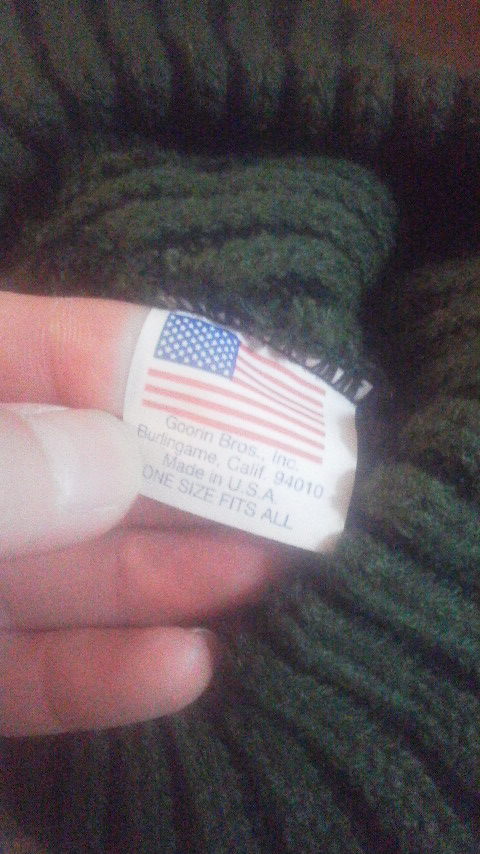 Goorin Bros., Inc.
Burlingame, Calif. 94010
Made in U.S.A.
ONE SIZE FITS ALL